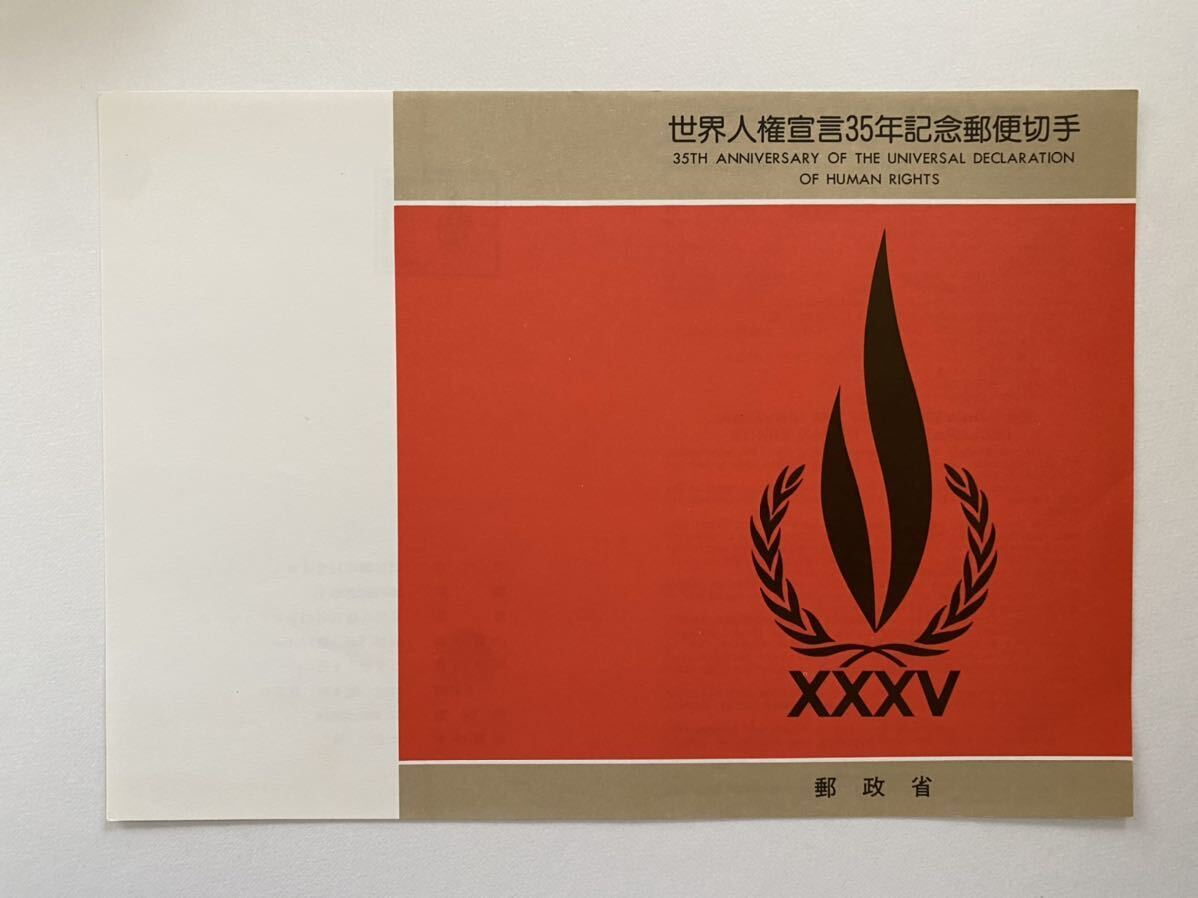 世界人権宣言35年記念郵便切手
35TH ANNIVERSARY OF THE UNIVERSAL DECLARATION
OF HUMAN RIGHTS
XXXV
郵政省